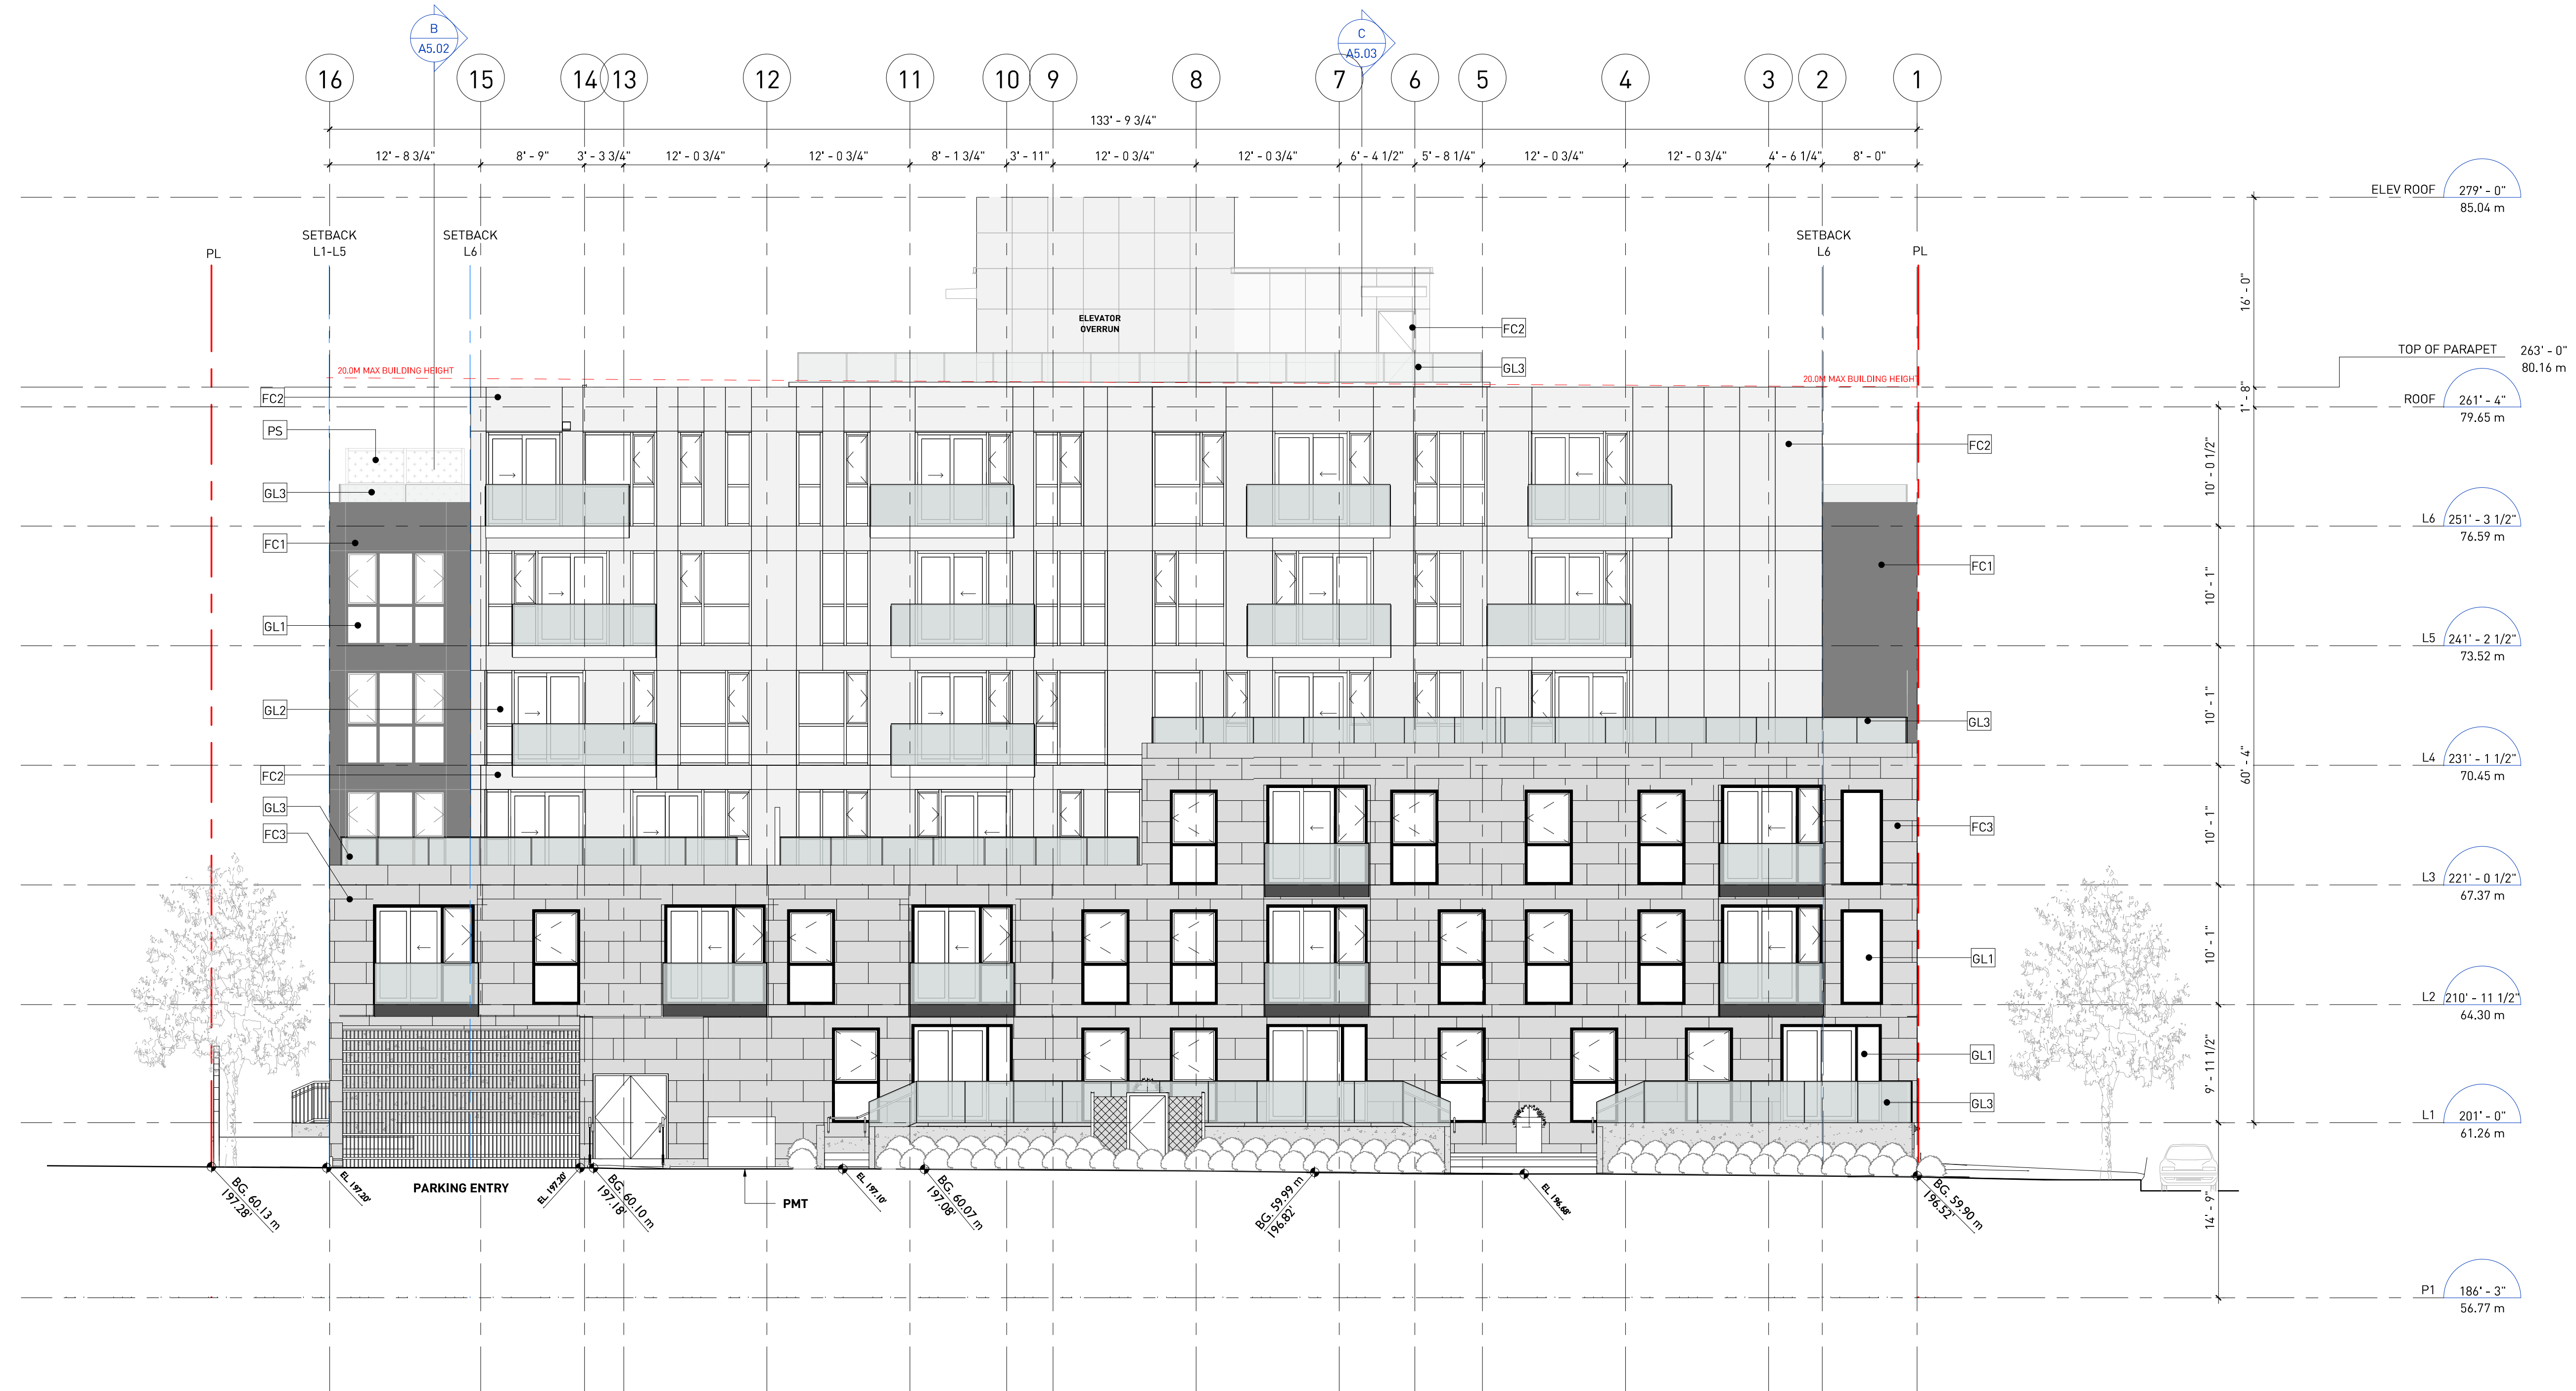 B
A5.02
C
A5.03
16
15
14
13
12
11
10
9
8
7
6
5
4
3
2
1
133' - 9 3/4"
12' - 8 3/4"
8' - 9"
3' - 3 3/4"
12' - 0 3/4"
12' - 0 3/4"
8' - 1 3/4"
3' - 11"
12' - 0 3/4"
12' - 0 3/4"
6' - 4 1/2"
5' - 8 1/4"
12' - 0 3/4"
12' - 0 3/4"
4' - 6 1/4"
8' - 0"
ELEV ROOF
279' - 0"
85.04 m
PL
SETBACK
L1-L5
SETBACK
L6
SETBACK
L6
PL
16' - 0"
ELEVATOR
OVERRUN
FC2
GL3
TOP OF PARAPET
263' - 0"
80.16 m
20.0M MAX BUILDING HEIGHT
20.0M MAX BUILDING HEIGHT
1' - 8"
ROOF
261' - 4"
79.65 m
FC2
PS
GL3
FC1
GL1
GL2
FC2
GL3
FC3
FC2
FC1
GL3
FC3
GL1
GL1
GL3
10' - 0 1/2"
L6
251' - 3 1/2"
76.59 m
10' - 1"
L5
241' - 2 1/2"
73.52 m
10' - 1"
60' - 4"
L4
231' - 1 1/2"
70.45 m
10' - 1"
L3
221' - 0 1/2"
67.37 m
10' - 1"
L2
210' - 11 1/2"
64.30 m
9' - 11 1/2"
L1
201' - 0"
61.26 m
14' - 9"
P1
186' - 3"
56.77 m
BG. 60.13 m
197.28'
EL 197.20'
PARKING ENTRY
EL 197.20'
BG. 60.10 m
197.18'
PMT
EL 197.10'
BG. 60.07 m
197.08'
BG. 59.99 m
196.82'
EL 196.68'
BG. 59.90 m
196.52'